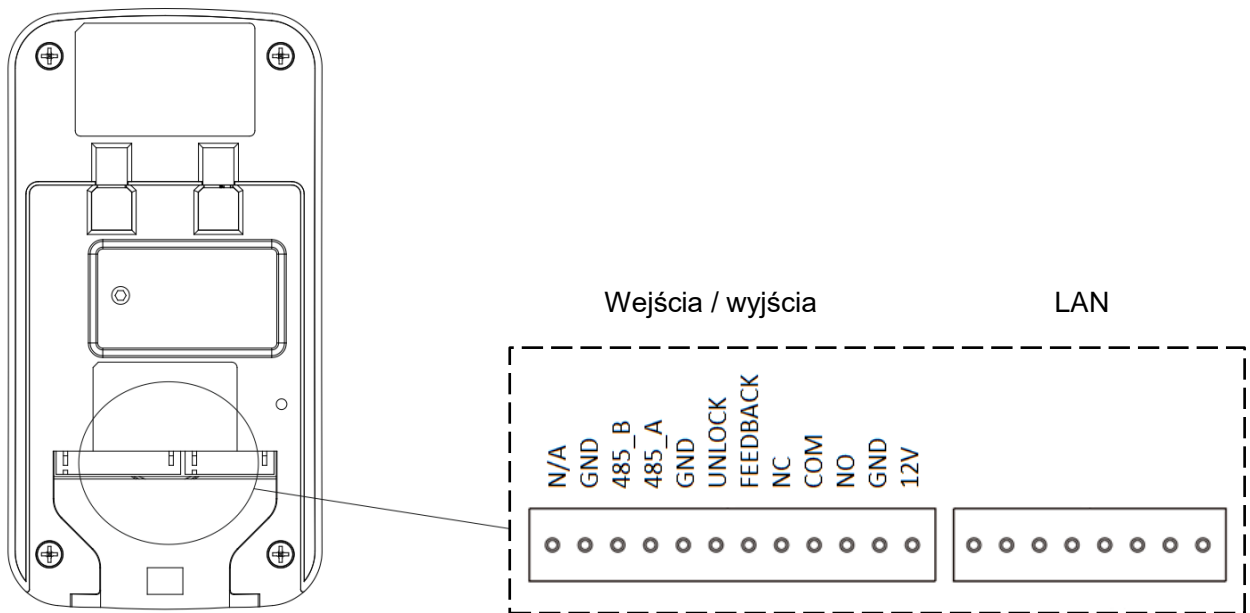 Wejścia / wyjścia
LAN
N/A
GND
485_B
485_A
GND
UNLOCK
FEEDBACK
NC
COM
NO
GND
12V